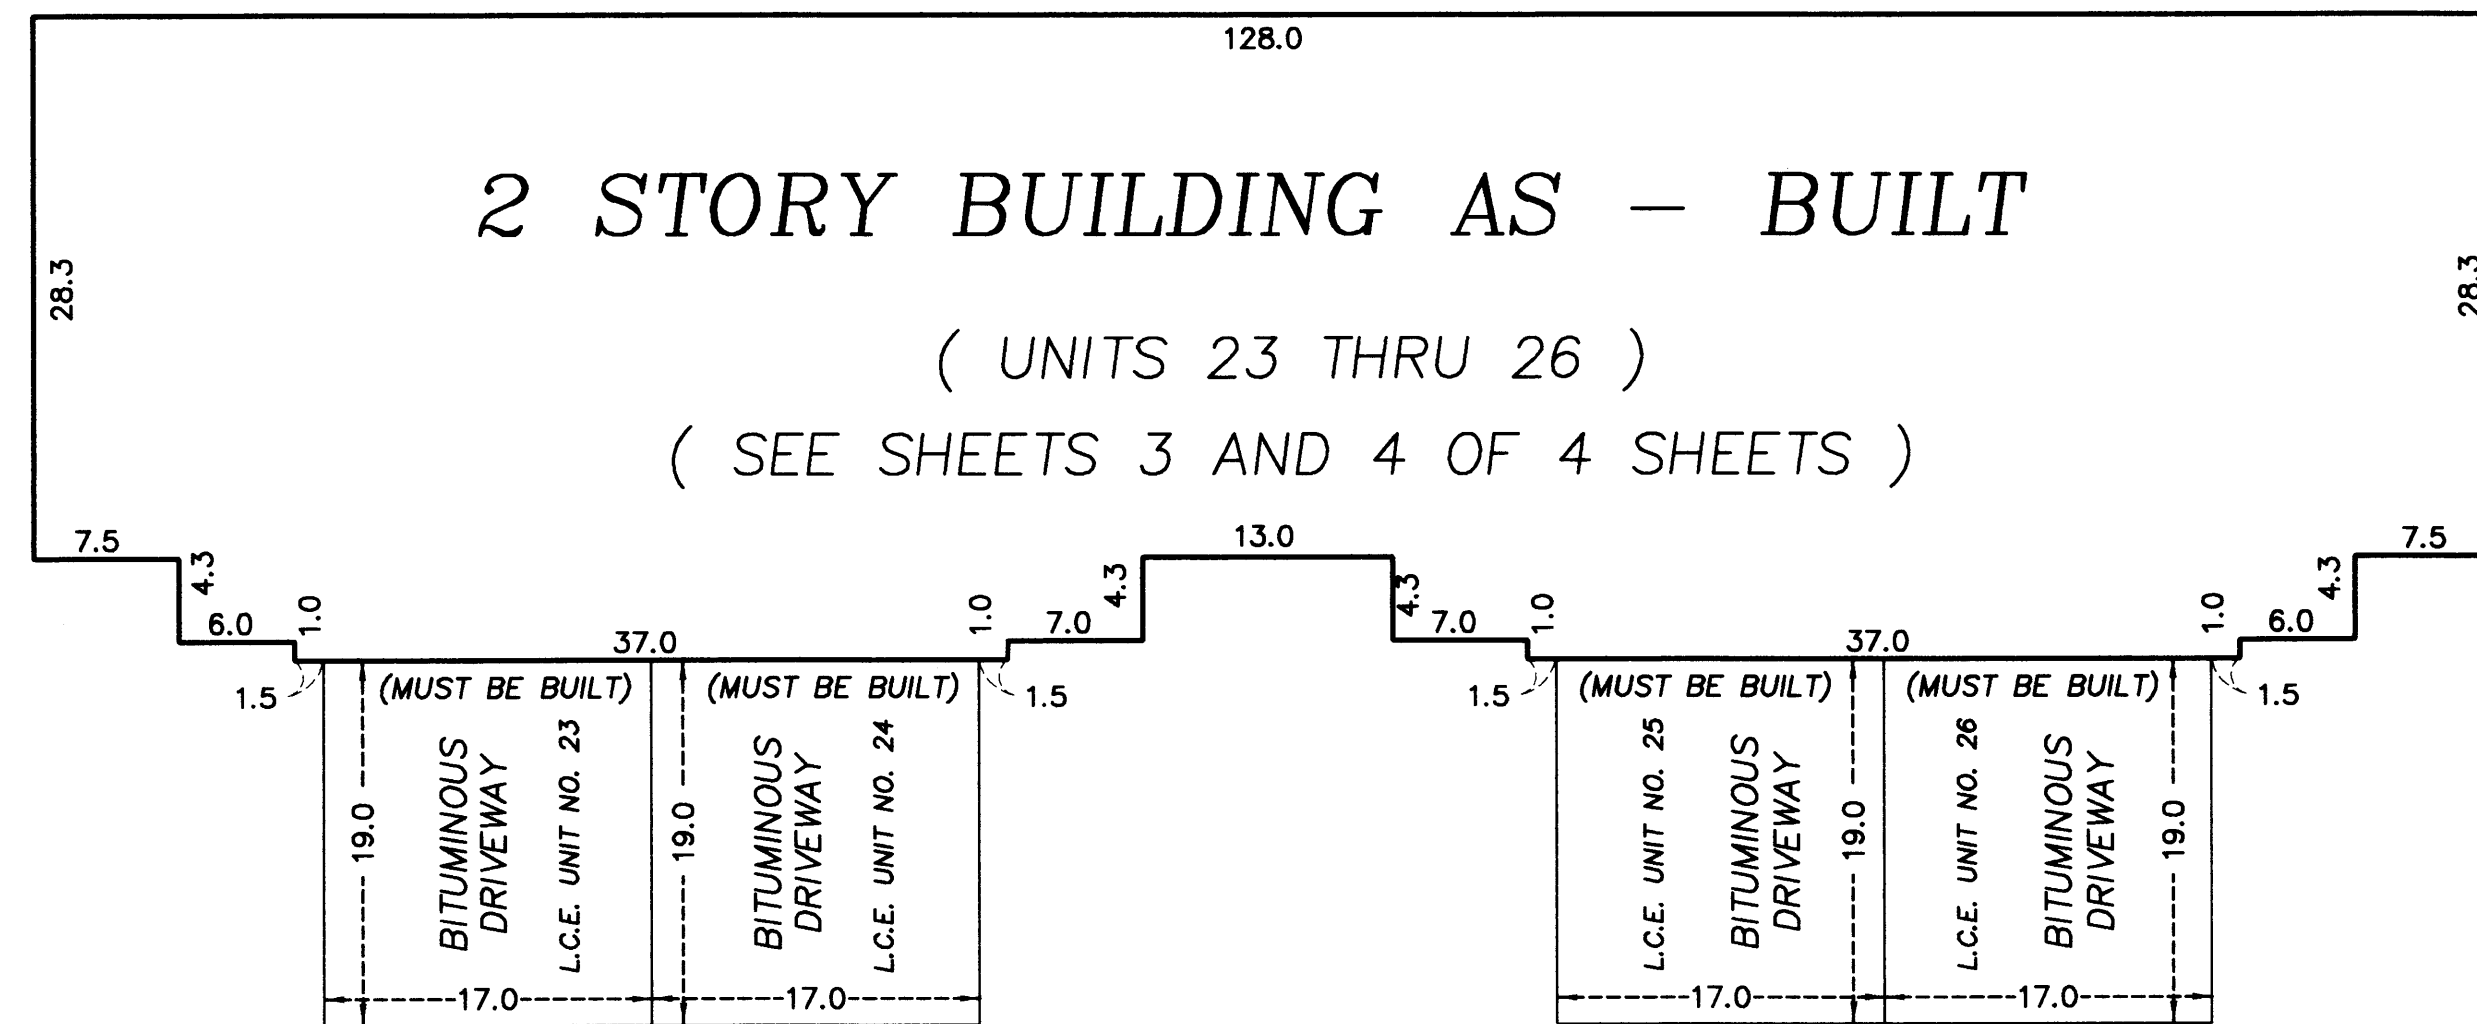 128.0
2 STORY BUILDING AS – BUILT
28.3
28.3
( UNITS 23 THRU 26 )
( SEE SHEETS 3 AND 4 OF 4 SHEETS )
7.5
4.3
6.0
1.0
37.0
1.0
7.0
4.3
13.0
4.3
7.0
1.0
37.0
1.0
6.0
4.3
7.5
1.5
(MUST BE BUILT)
(MUST BE BUILT)
1.5
1.5
(MUST BE BUILT)
(MUST BE BUILT)
1.5
19.0
BITUMINOUS
DRIVEWAY
L.C.E. UNIT NO. 23
19.0
BITUMINOUS
DRIVEWAY
L.C.E. UNIT NO. 24
L.C.E. UNIT NO. 25
BITUMINOUS
DRIVEWAY
19.0
L.C.E. UNIT NO. 26
BITUMINOUS
DRIVEWAY
19.0
17.0
17.0
17.0
17.0